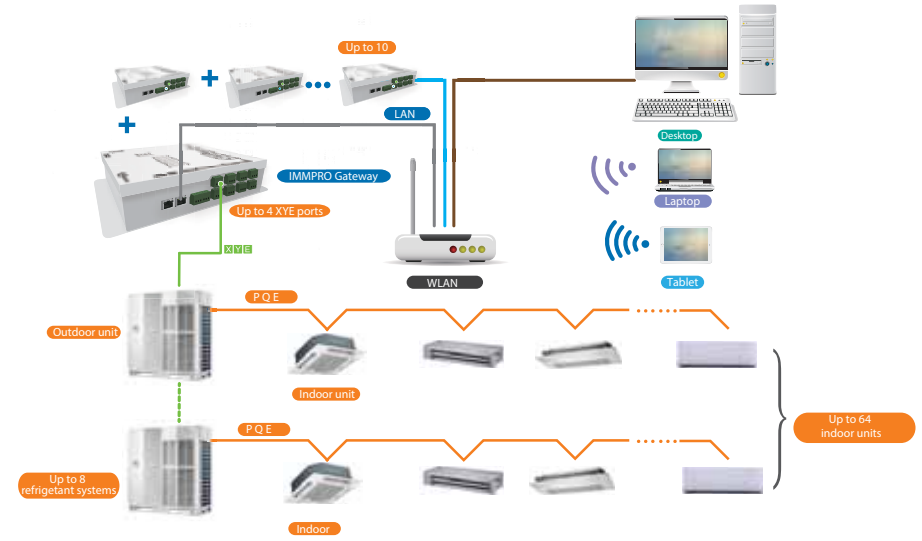 Up to 10
LAN
IMMPRO Gateway
Up to 4 XYE ports
X Y E
Desktop
Laptop
Tablet
WLAN
P Q E
Outdoor unit
Indoor unit
P Q E
Up to 64
indoor units
Up to 8
refrigetant systems
Indoor